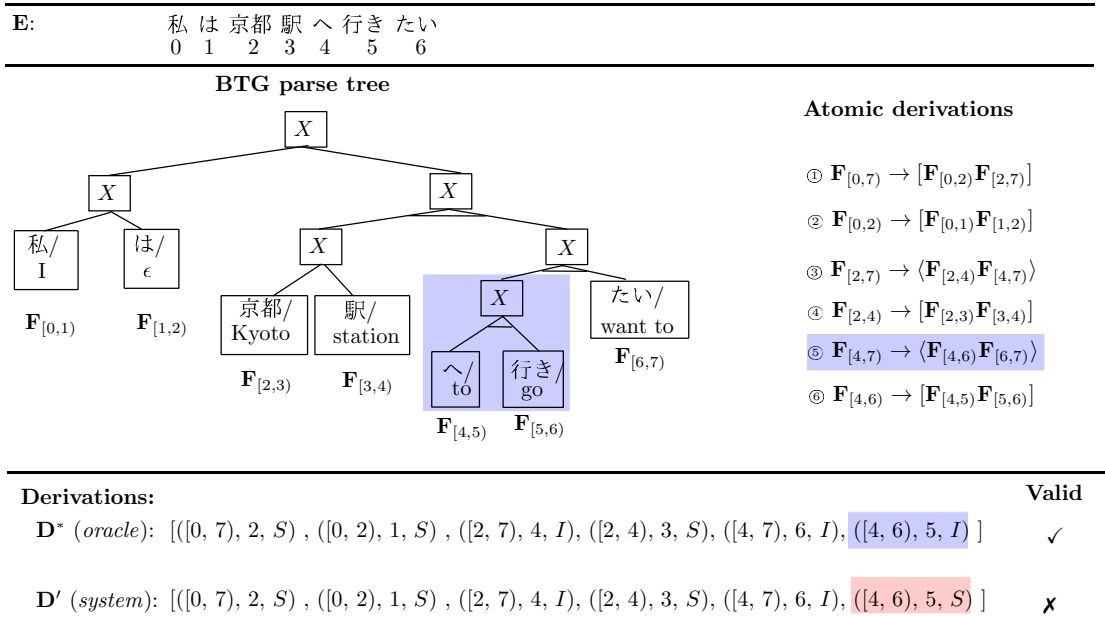 E: 私 は 京都 駅 へ 行き たい
0 1 2 3 4 5 6
BTG parse tree
Atomic derivations
X
X X
X X
X
私/ I
は/ ϵ
京都/ Kyoto
駅/ station
へ/ to
行き/ go
たい/ want to
F[0,1) F[1,2)
F[2,3) F[3,4)
F[4,5) F[5,6)
F[6,7)
① F[0,7) → [F[0,2)F[2,7)]
② F[0,2) → [F[0,1)F[1,2)]
③ F[2,7) → ⟨F[2,4)F[4,7)⟩
④ F[2,4) → [F[2,3)F[3,4)]
⑤ F[4,7) → ⟨F[4,6)F[6,7)⟩
⑥ F[4,6) → [F[4,5)F[5,6)]
Derivations: Valid
D* (oracle): [([0, 7), 2, S) , ([0, 2), 1, S) , ([2, 7), 4, I), ([2, 4), 3, S), ([4, 7), 6, I), ([4, 6), 5, I) ] ✓
D′ (system): [([0, 7), 2, S) , ([0, 2), 1, S) , ([2, 7), 4, I), ([2, 4), 3, S), ([4, 7), 6, I), ([4, 6), 5, S) ] ✗